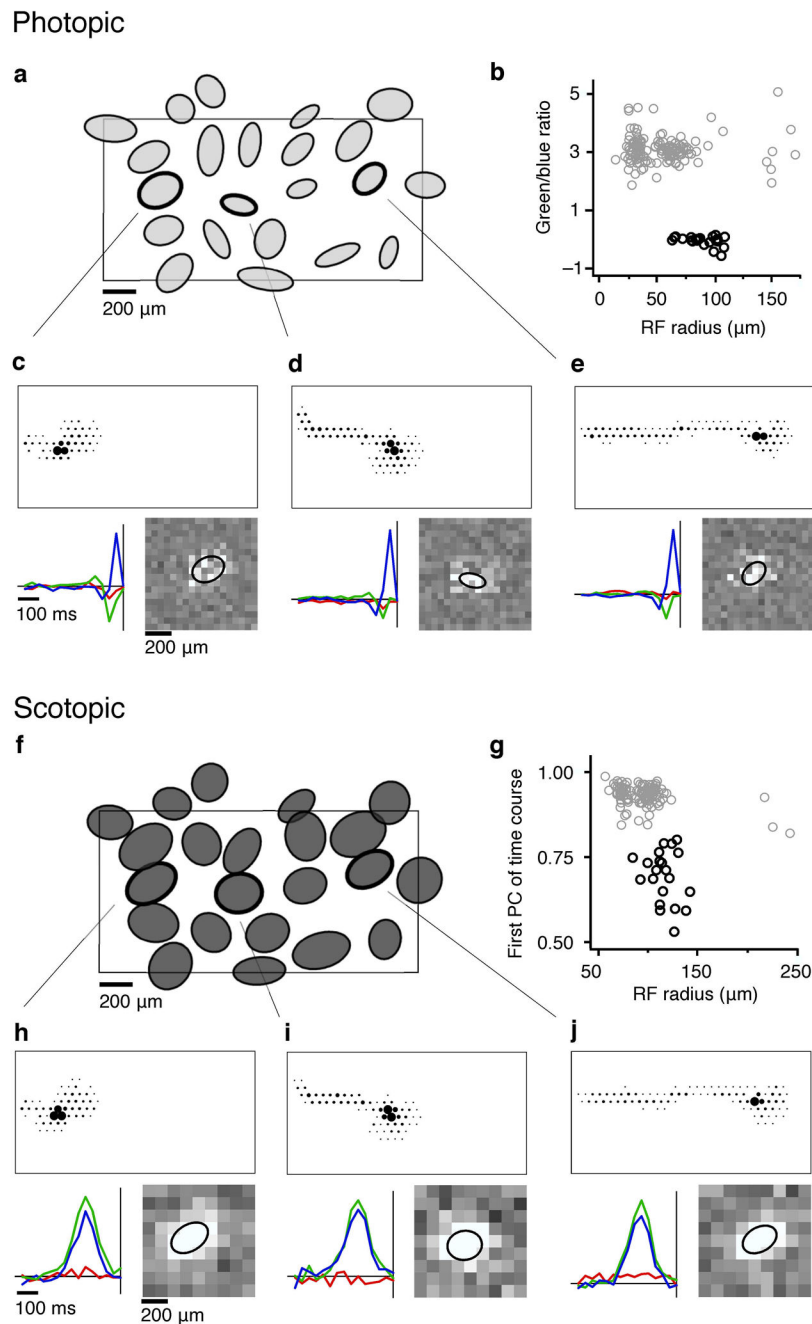 Photopic
a
200 µm
b
Green/blue ratio
5
3
1
–1
0
50
100
150
RF radius (µm)
c
100 ms
200 µm
d
e
Scotopic
f
200 µm
g
First PC of time course
1.00
0.75
0.50
50
150
250
RF radius (µm)
h
100 ms
200 µm
i
j